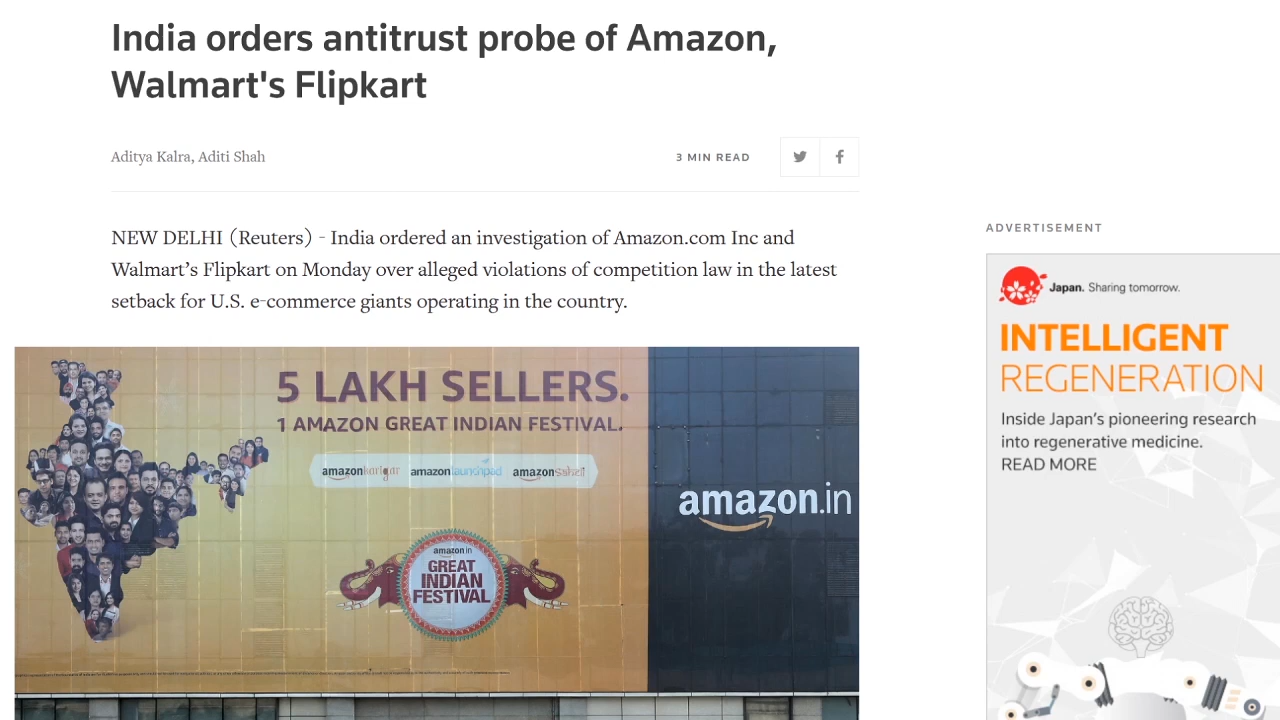 India orders antitrust probe of Amazon,
Walmart's Flipkart
Aditya Kalra, Aditi Shah
3 MIN READ
NEW DELHI (Reuters) - India ordered an investigation of Amazon.com Inc and
Walmart’s Flipkart on Monday over alleged violations of competition law in the latest
setback for U.S. e-commerce giants operating in the country.
5 LAKH SELLERS.
1 AMAZON GREAT INDIAN FESTIVAL.
amazonkarigar amazonlaunchpad amazonsaheli
amazon.in
amazon.in
GREAT
INDIAN
FESTIVAL
ADVERTISEMENT
Japan. Sharing tomorrow.
INTELLIGENT
REGENERATION
Inside Japan’s pioneering research
into regenerative medicine.
READ MORE